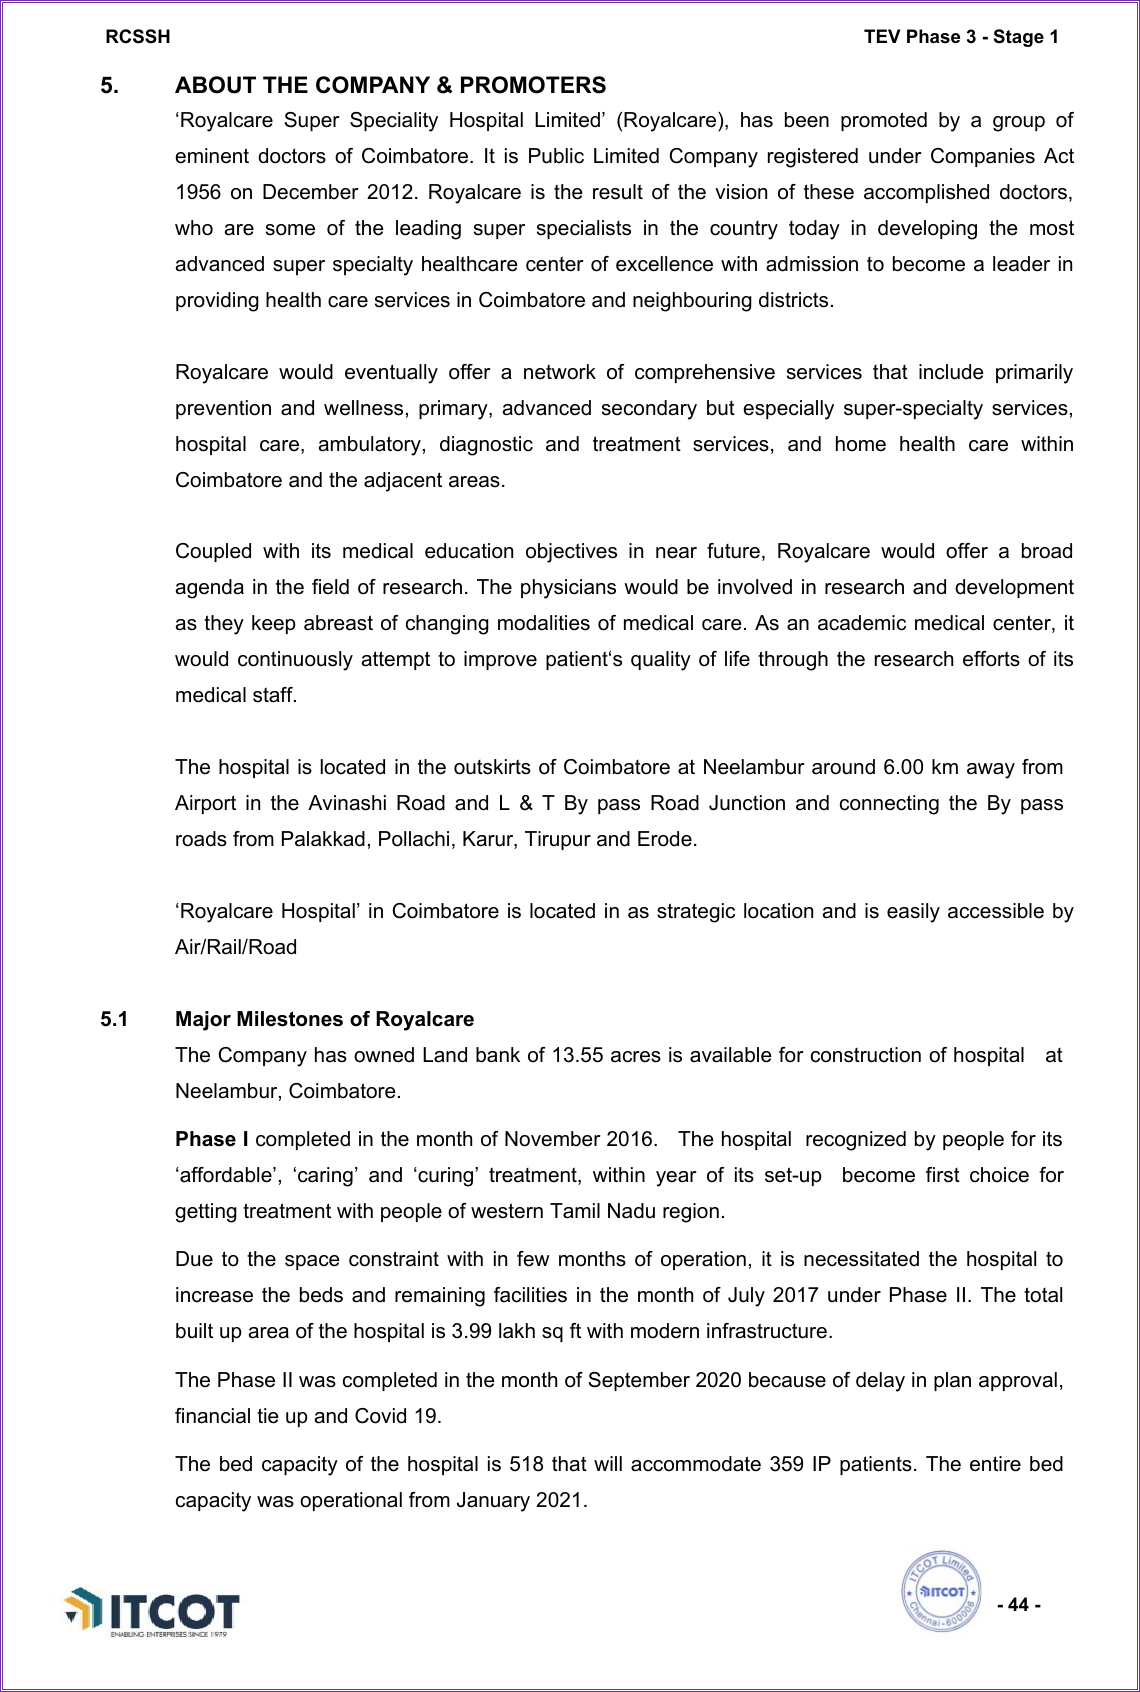 RCSSH TEV Phase 3 - Stage 1
5. ABOUT THE COMPANY & PROMOTERS
‘Royalcare Super Speciality Hospital Limited’ (Royalcare), has been promoted by a group of
eminent doctors of Coimbatore. It is Public Limited Company registered under Companies Act
1956 on December 2012. Royalcare is the result of the vision of these accomplished doctors,
who are some of the leading super specialists in the country today in developing the most
advanced super specialty healthcare center of excellence with admission to become a leader in
providing health care services in Coimbatore and neighbouring districts.
Royalcare would eventually offer a network of comprehensive services that include primarily
prevention and wellness, primary, advanced secondary but especially super-specialty services,
hospital care, ambulatory, diagnostic and treatment services, and home health care within
Coimbatore and the adjacent areas.
Coupled with its medical education objectives in near future, Royalcare would offer a broad
agenda in the field of research. The physicians would be involved in research and development
as they keep abreast of changing modalities of medical care. As an academic medical center, it
would continuously attempt to improve patient‘s quality of life through the research efforts of its
medical staff.
The hospital is located in the outskirts of Coimbatore at Neelambur around 6.00 km away from
Airport in the Avinashi Road and L & T By pass Road Junction and connecting the By pass
roads from Palakkad, Pollachi, Karur, Tirupur and Erode.
‘Royalcare Hospital’ in Coimbatore is located in as strategic location and is easily accessible by
Air/Rail/Road
5.1 Major Milestones of Royalcare
The Company has owned Land bank of 13.55 acres is available for construction of hospital at
Neelambur, Coimbatore.
Phase I completed in the month of November 2016. The hospital recognized by people for its
‘affordable’, ‘caring’ and ‘curing’ treatment, within year of its set-up become first choice for
getting treatment with people of western Tamil Nadu region.
Due to the space constraint with in few months of operation, it is necessitated the hospital to
increase the beds and remaining facilities in the month of July 2017 under Phase II. The total
built up area of the hospital is 3.99 lakh sq ft with modern infrastructure.
The Phase II was completed in the month of September 2020 because of delay in plan approval,
financial tie up and Covid 19.
The bed capacity of the hospital is 518 that will accommodate 359 IP patients. The entire bed
capacity was operational from January 2021.
ITCOT
ENABLING ENTERPRISES SINCE 1979
ITCOT Limited
ITCOT
Chennai-600006
- 44 -